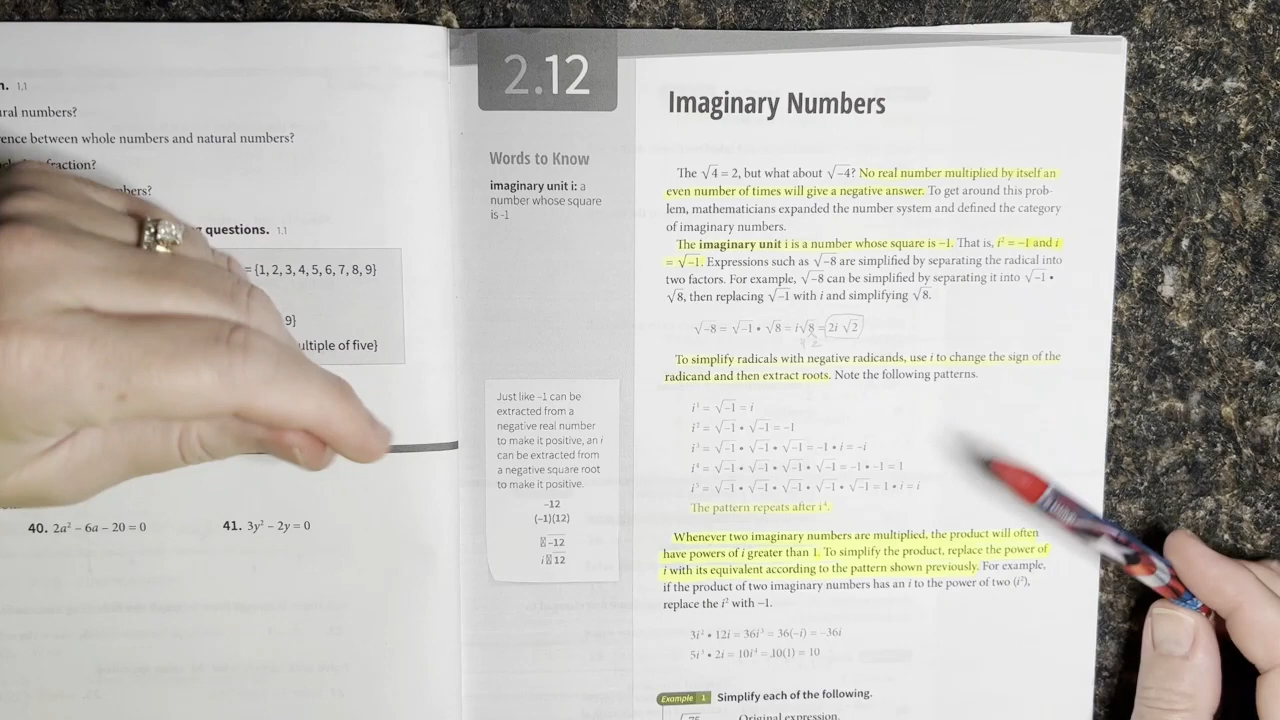 n. 1.1
ural numbers?
rence between whole numbers and natural numbers?
fraction?
bers?
questions. 1.1
= {1, 2, 3, 4, 5, 6, 7, 8, 9}
9}
ultiple of five}
40. 2a² – 6a – 20 = 0
41. 3y² – 2y = 0
2.12
Words to Know
imaginary unit i: a
number whose square
is -1
Just like –1 can be
extracted from a
negative real number
to make it positive, an i
can be extracted from
a negative square root
to make it positive.
–12
(–1)(12)
–12
i 12
Imaginary Numbers
The √4 = 2, but what about √–4? No real number multiplied by itself an
even number of times will give a negative answer. To get around this prob-
lem, mathematicians expanded the number system and defined the category
of imaginary numbers.
The imaginary unit i is a number whose square is –1. That is, i² = –1 and i
= √–1. Expressions such as √–8 are simplified by separating the radical into
two factors. For example, √–8 can be simplified by separating it into √–1 •
√8, then replacing √–1 with i and simplifying √8.
√–8 = √–1 • √8 = i√8 = 2i √2
To simplify radicals with negative radicands, use i to change the sign of the
radicand and then extract roots. Note the following patterns.
i¹ = √–1 = i
i² = √–1 • √–1 = –1
i³ = √–1 • √–1 • √–1 = –1 • i = –i
i⁴ = √–1 • √–1 • √–1 • √–1 = –1 • –1 = 1
i⁵ = √–1 • √–1 • √–1 • √–1 • √–1 = 1 • i = i
The pattern repeats after i⁴.
Whenever two imaginary numbers are multiplied, the product will often
have powers of i greater than 1. To simplify the product, replace the power of
i with its equivalent according to the pattern shown previously. For example,
if the product of two imaginary numbers has an i to the power of two (i²),
replace the i² with –1.
3i² • 12i = 36i³ = 36(–i) = –36i
5i³ • 2i = 10i⁴ = 10(1) = 10
Example 1 Simplify each of the following.
Original expression.